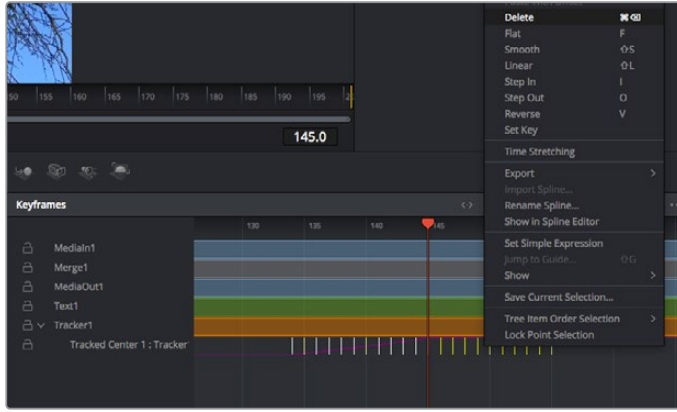 Delete ⌘⌫
Flat F
Smooth ⇧S
Linear ⇧L
Step In I
Step Out O
Reverse V
Set Key
Time Stretching
Export >
Import Spline...
Rename Spline...
Show in Spline Editor
Set Simple Expression
Jump to Guide... ⇧G
Show >
Save Current Selection...
Tree Item Order Selection >
Lock Point Selection
50 155 160 165 170 175 180 185 190 195
145.0
Keyframes
130 135 140 145
MediaIn1
Merge1
MediaOut1
Text1
Tracker1
Tracked Center 1 : Tracker